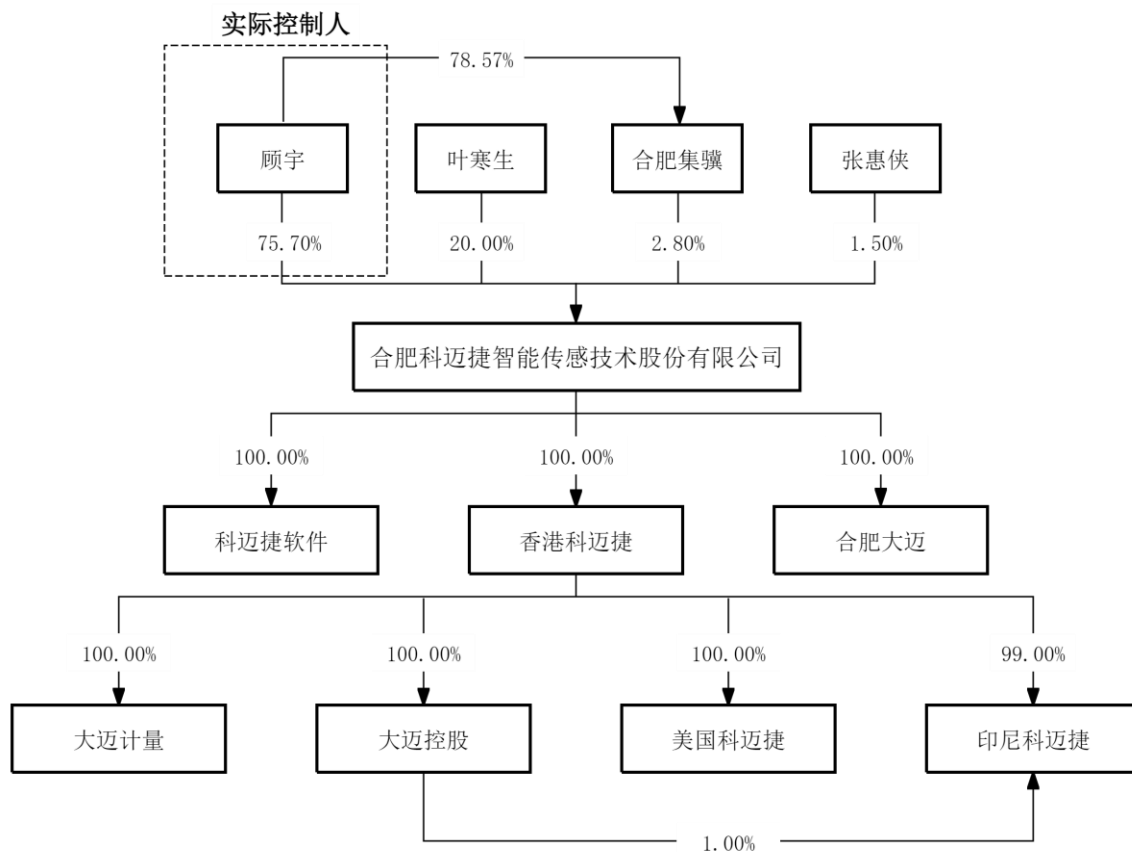 实际控制人
78.57%
顾宇
叶寒生
合肥集骥
张惠侠
75.70%
20.00%
2.80%
1.50%
合肥科迈捷智能传感技术股份有限公司
100.00%
100.00%
100.00%
科迈捷软件
香港科迈捷
合肥大迈
100.00%
100.00%
100.00%
99.00%
大迈计量
大迈控股
美国科迈捷
印尼科迈捷
1.00%